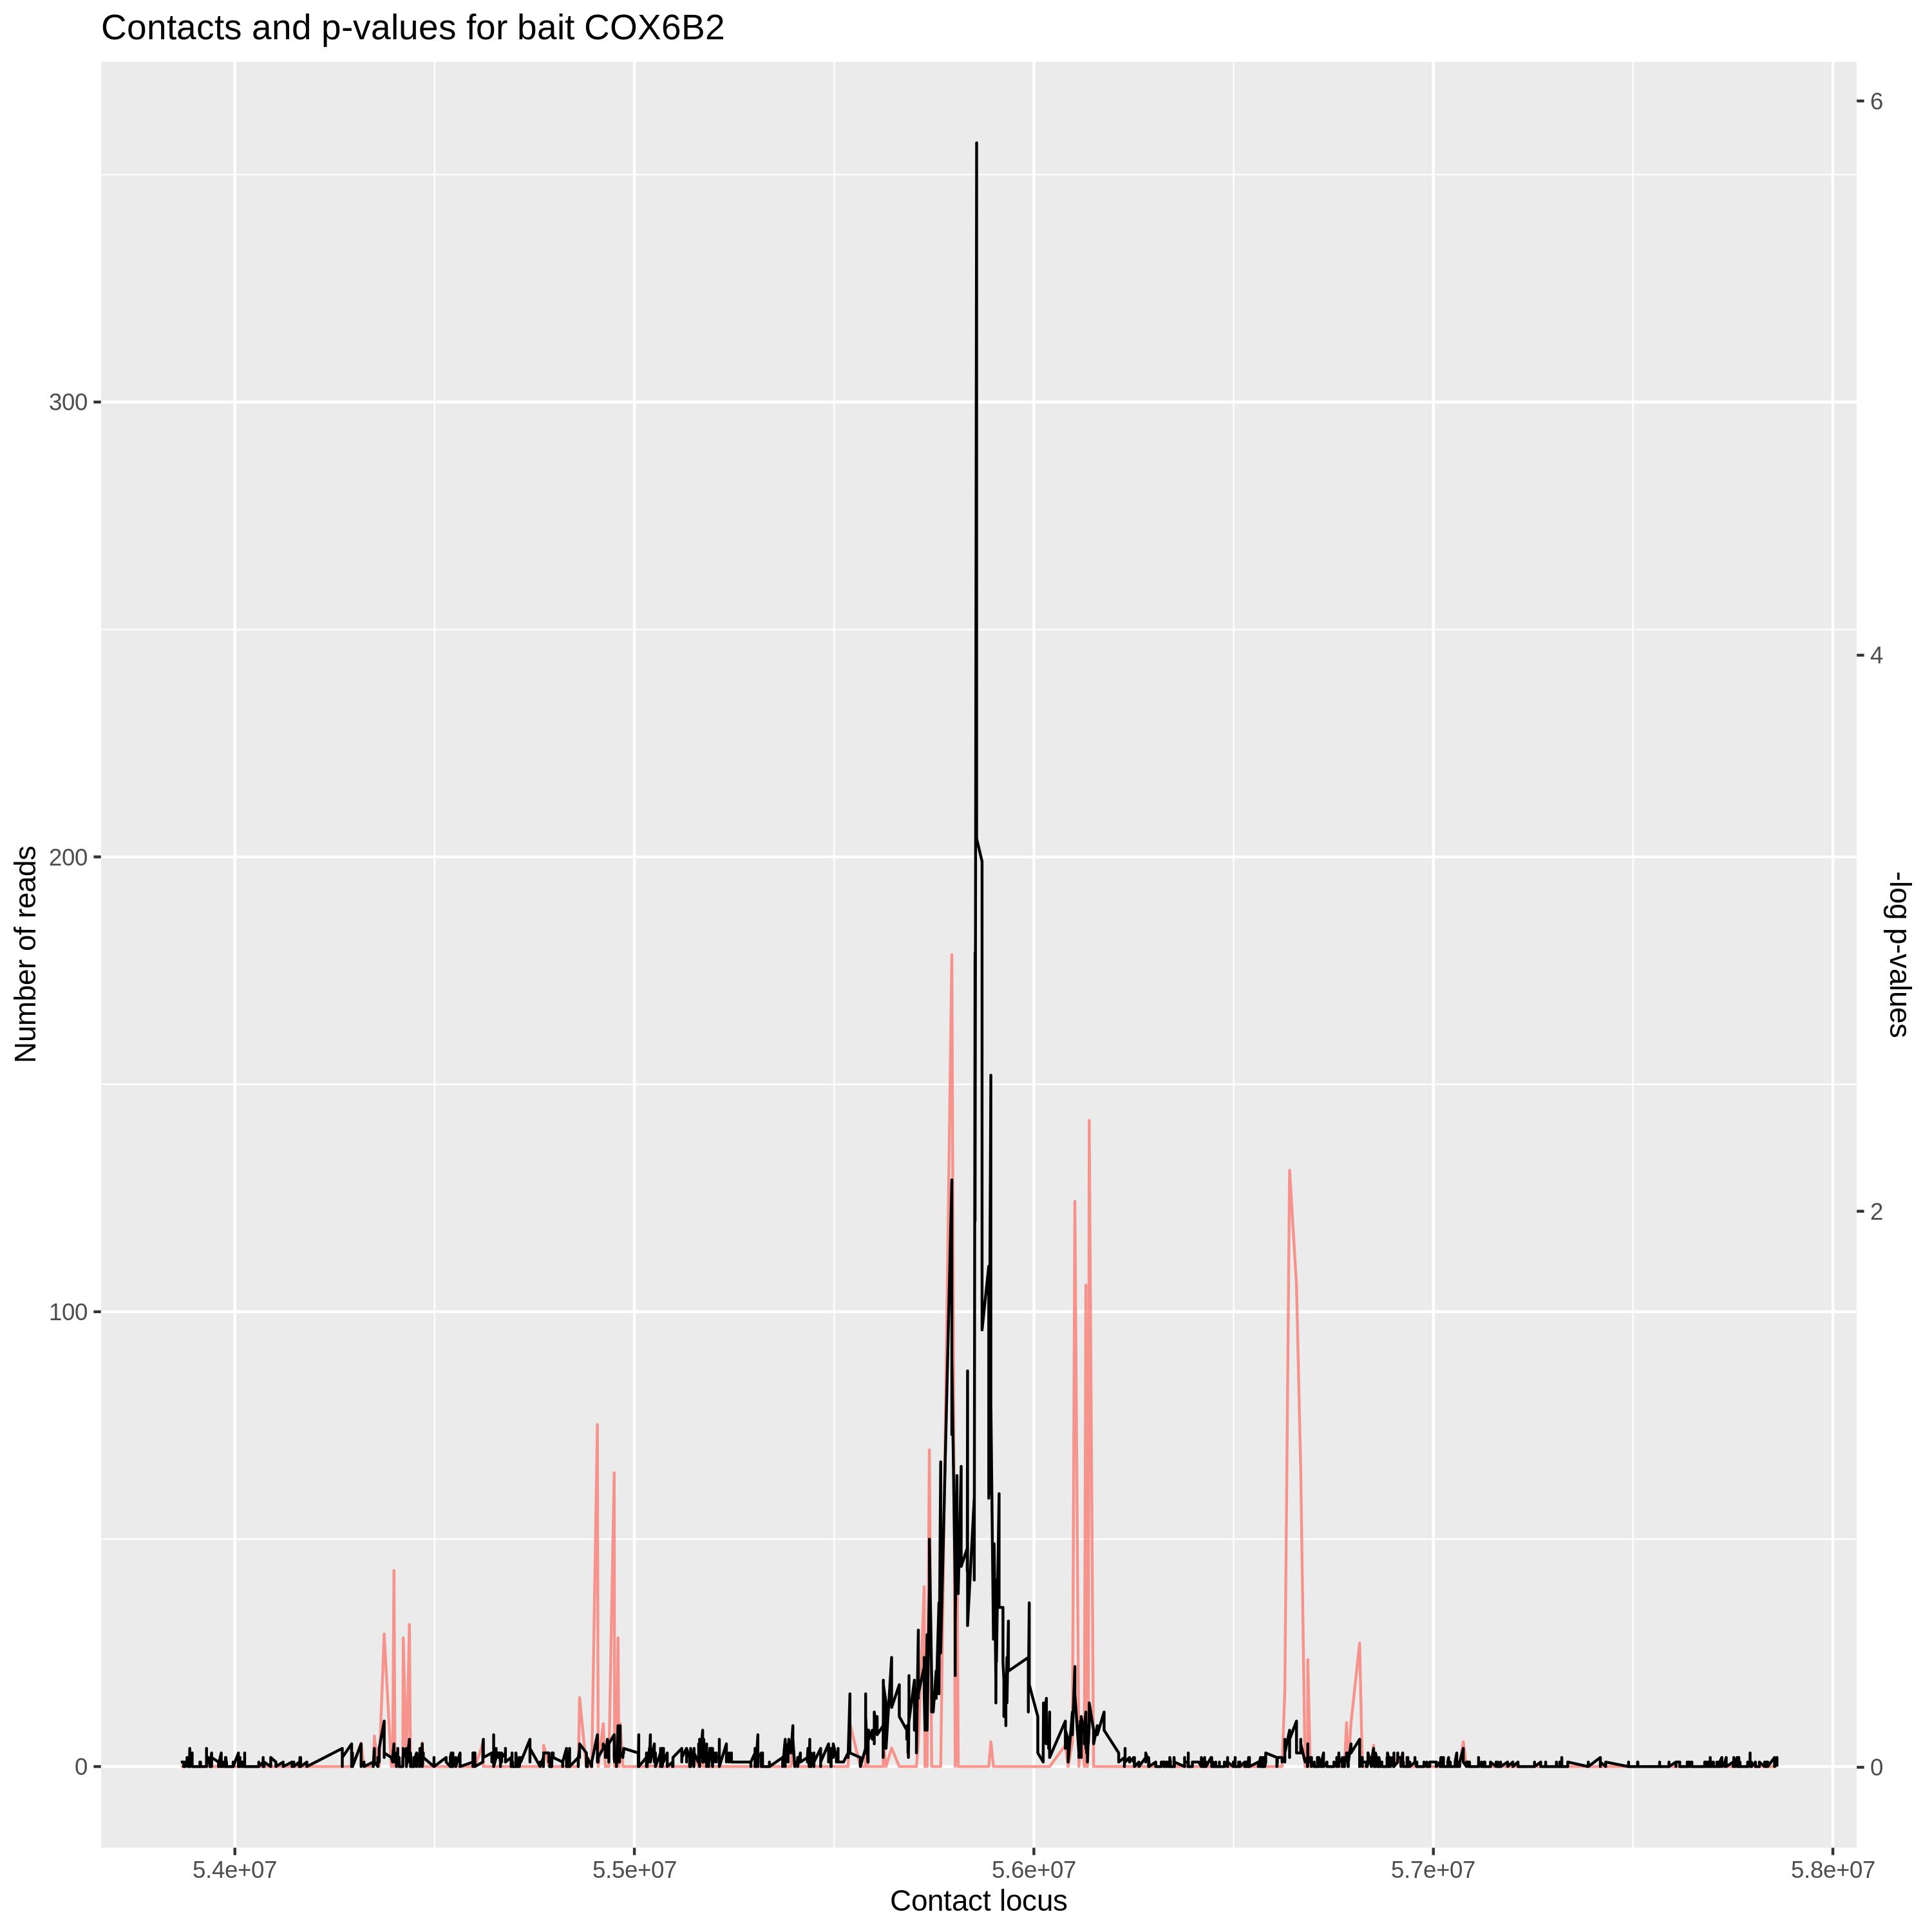 Contacts and p-values for bait COX6B2
6
300
4
200
Number of reads
-log p-values
2
100
0
0
5.4e+07
5.5e+07
5.6e+07
5.7e+07
5.8e+07
Contact locus